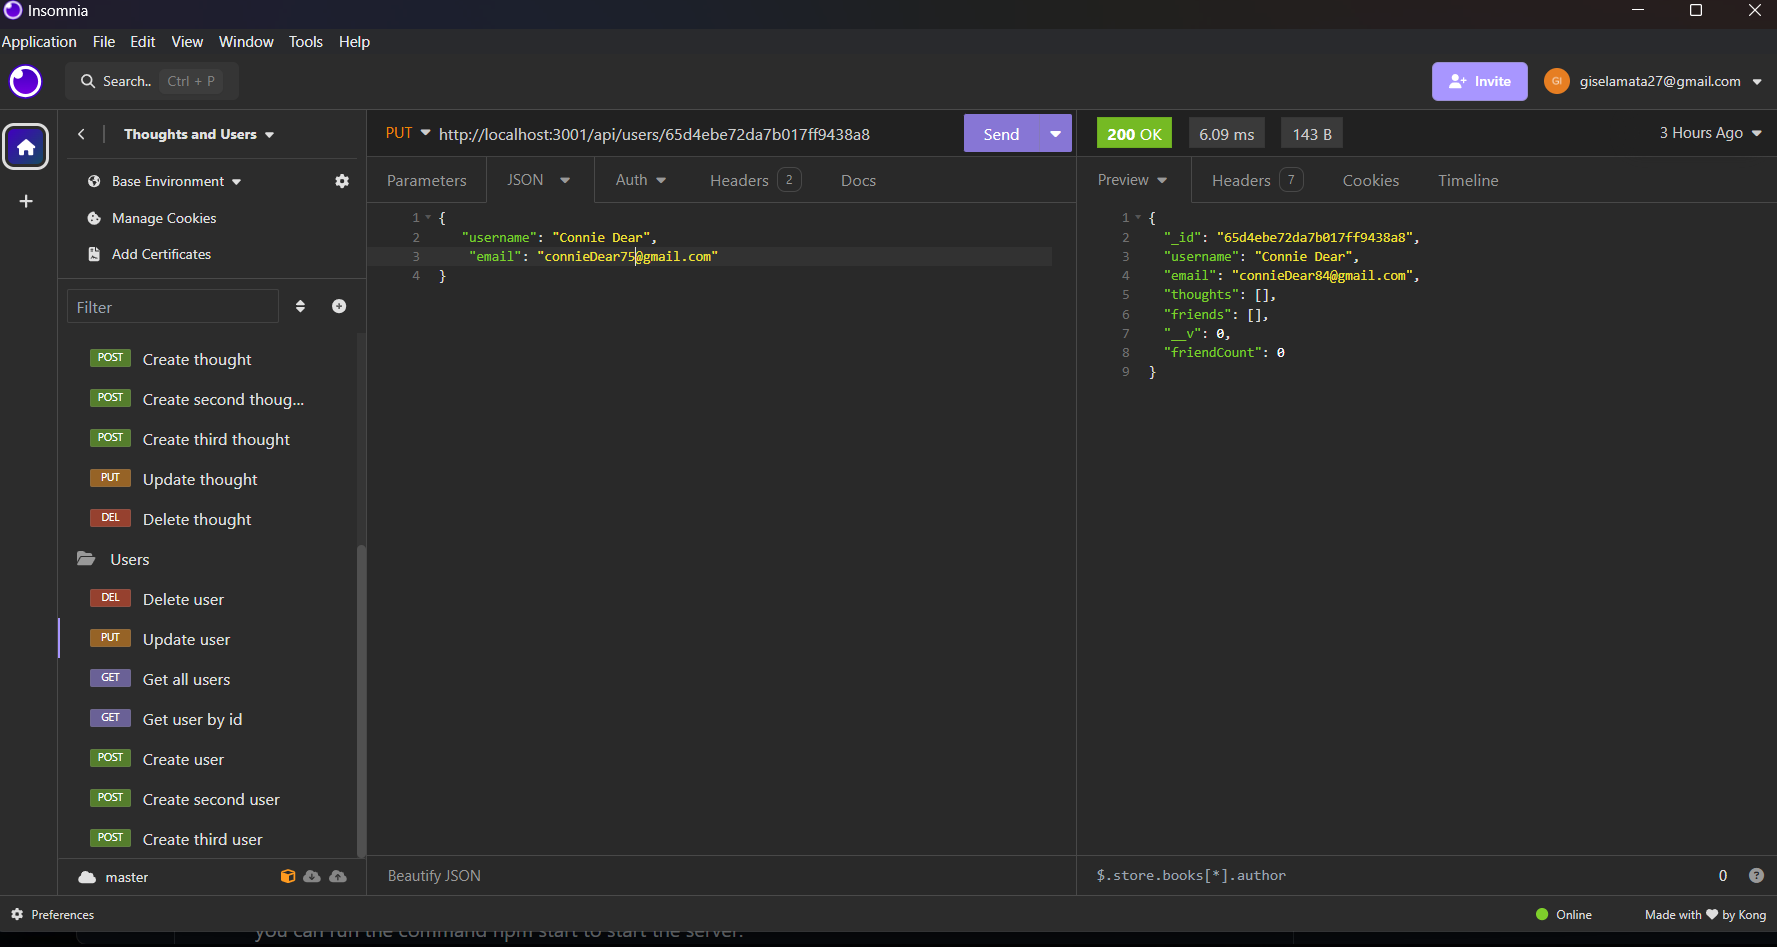 Insomnia
Application File Edit View Window Tools Help
Search.. Ctrl + P
Invite
GI giselamata27@gmail.com
Thoughts and Users
Base Environment
Manage Cookies
Add Certificates
Filter
POST Create thought
POST Create second thoug...
POST Create third thought
PUT Update thought
DEL Delete thought
Users
DEL Delete user
PUT Update user
GET Get all users
GET Get user by id
POST Create user
POST Create second user
POST Create third user
master
PUT http://localhost:3001/api/users/65d4ebe72da7b017ff9438a8 Send
Parameters JSON Auth Headers 2 Docs
1 {
2 "username": "Connie Dear",
3 "email": "connieDear75@gmail.com"
4 }
Beautify JSON
200 OK 6.09 ms 143 B 3 Hours Ago
Preview Headers 7 Cookies Timeline
1 {
2 "_id": "65d4ebe72da7b017ff9438a8",
3 "username": "Connie Dear",
4 "email": "connieDear84@gmail.com",
5 "thoughts": [],
6 "friends": [],
7 "__v": 0,
8 "friendCount": 0
9 }
$.store.books[*].author 0 ?
Preferences
Online Made with by Kong
you can run the command npm start to start the server.